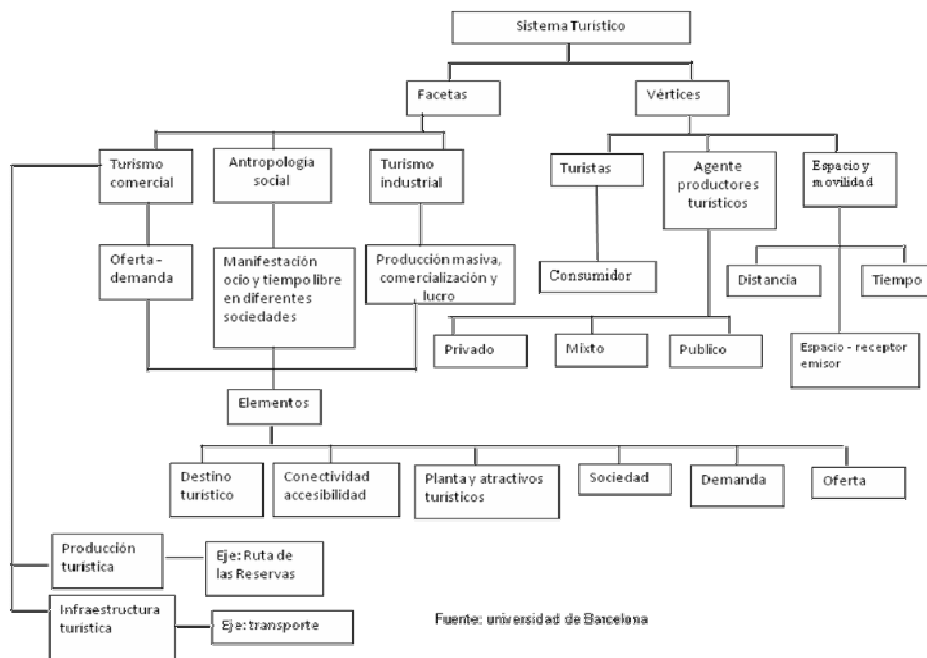 Sistema Turístico
Facetas
Vértices
Turismo
comercial
Antropología
social
Turismo
industrial
Turistas
Agente
productores
turísticos
Espacio y
movilidad
Oferta –
demanda
Manifestación
ocio y tiempo libre
en diferentes
sociedades
Producción masiva,
comercialización y
lucro
Consumidor
Distancia
Tiempo
Privado
Mixto
Publico
Espacio - receptor
emisor
Elementos
Destino
turístico
Conectividad
accesibilidad
Planta y atractivos
turísticos
Sociedad
Demanda
Oferta
Producción
turística
Eje: Ruta de
las Reservas
Infraestructura
turística
Eje: transporte
Fuente: universidad de Barcelona